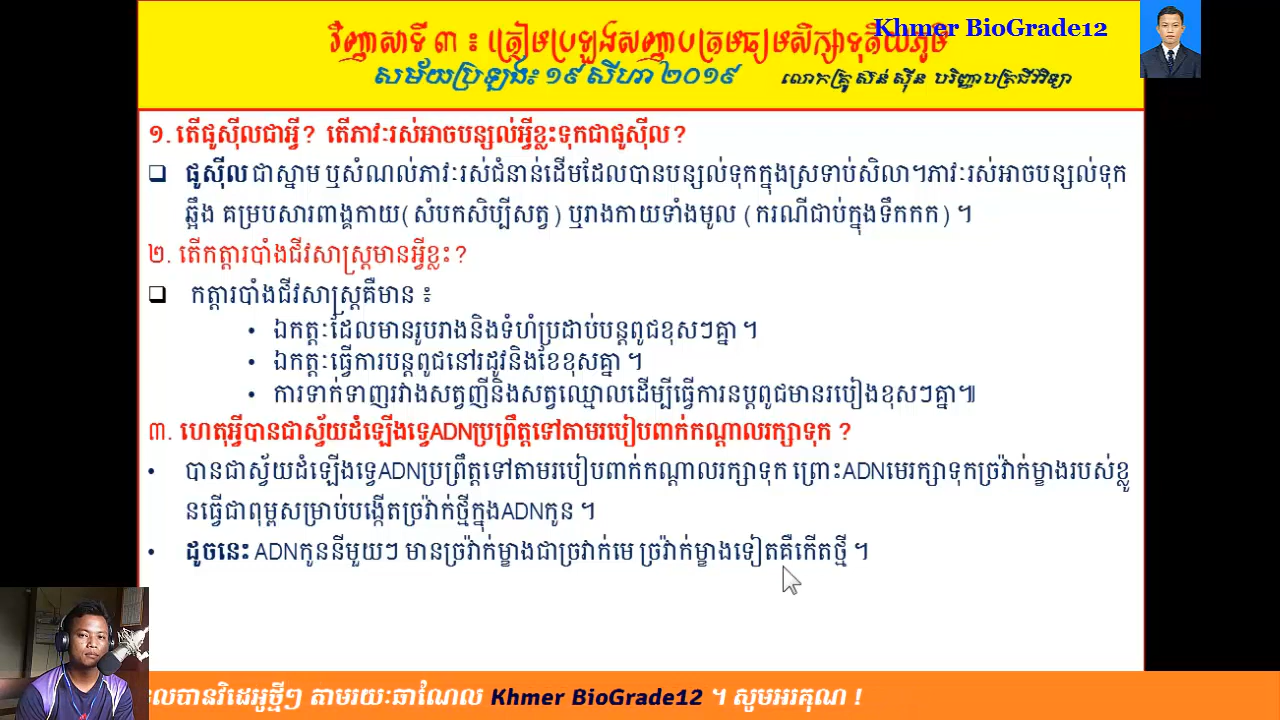 Khmer BioGrade12
វិញ្ញាសាទី ៣ ៖ ត្រៀមប្រឡងសញ្ញាបត្រមធ្យមសិក្សាទុតិយភូមិ
សម័យប្រឡង៖ ១៩ សីហា ២០១៩ លោកគ្រូ ស៊ន់ ស៊ីន បរិញ្ញាបត្រជីវវិទ្យា
១. តើផូស៊ីលជាអ្វី? តើភាវៈរស់អាចបន្សល់អ្វីខ្លះទុកជាផូស៊ីល?
❑ ផូស៊ីល ជាស្នាម ឬសំណល់ភាវៈរស់ជំនាន់ដើមដែលបានបន្សល់ទុកក្នុងស្រទាប់សិលា។ភាវៈរស់អាចបន្សល់ទុក
ឆ្អឹង គម្របសារពាង្គកាយ( សំបកសិប្បីសត្វ ) ឬរាងកាយទាំងមូល ( ករណីជាប់ក្នុងទឹកកក ) ។
២. តើកត្តារបាំងជីវសាស្ត្រមានអ្វីខ្លះ?
❑ កត្តារបាំងជីវសាស្ត្រគឺមាន ៖
• ឯកត្តៈដែលមានរូបរាងនិងទំហំប្រដាប់បន្តពូជខុសៗគ្នា ។
• ឯកត្តៈធ្វើការបន្តពូជនៅរដូវនិងខែខុសគ្នា ។
• ការទាក់ទាញរវាងសត្វញីនិងសត្វឈ្មោលដើម្បីធ្វើការនប្តពូជមានរបៀងខុសៗគ្នា៕
៣. ហេតុអ្វីបានជាស្វ័យដំឡើងទ្វេADNប្រព្រឹត្តទៅតាមរបៀបពាក់កណ្តាលរក្សាទុក ?
• បានជាស្វ័យដំឡើងទ្វេADNប្រព្រឹត្តទៅតាមរបៀបពាក់កណ្តាលរក្សាទុក ព្រោះADNមេរក្សាទុកច្រវ៉ាក់ម្ខាងរបស់ខ្លួ
នធ្វើជាពុម្ពសម្រាប់បង្កើតច្រវ៉ាក់ថ្មីក្នុងADNកូន ។
• ដូចនេះ ADNកូននីមួយៗ មានច្រវ៉ាក់ម្ខាងជាច្រវាក់មេ ច្រវ៉ាក់ម្ខាងទៀតគឺកើតថ្មី ។
លបានវិដេអូថ្មីៗ តាមរយៈឆាណែល Khmer BioGrade12 ។ សូមអរគុណ !